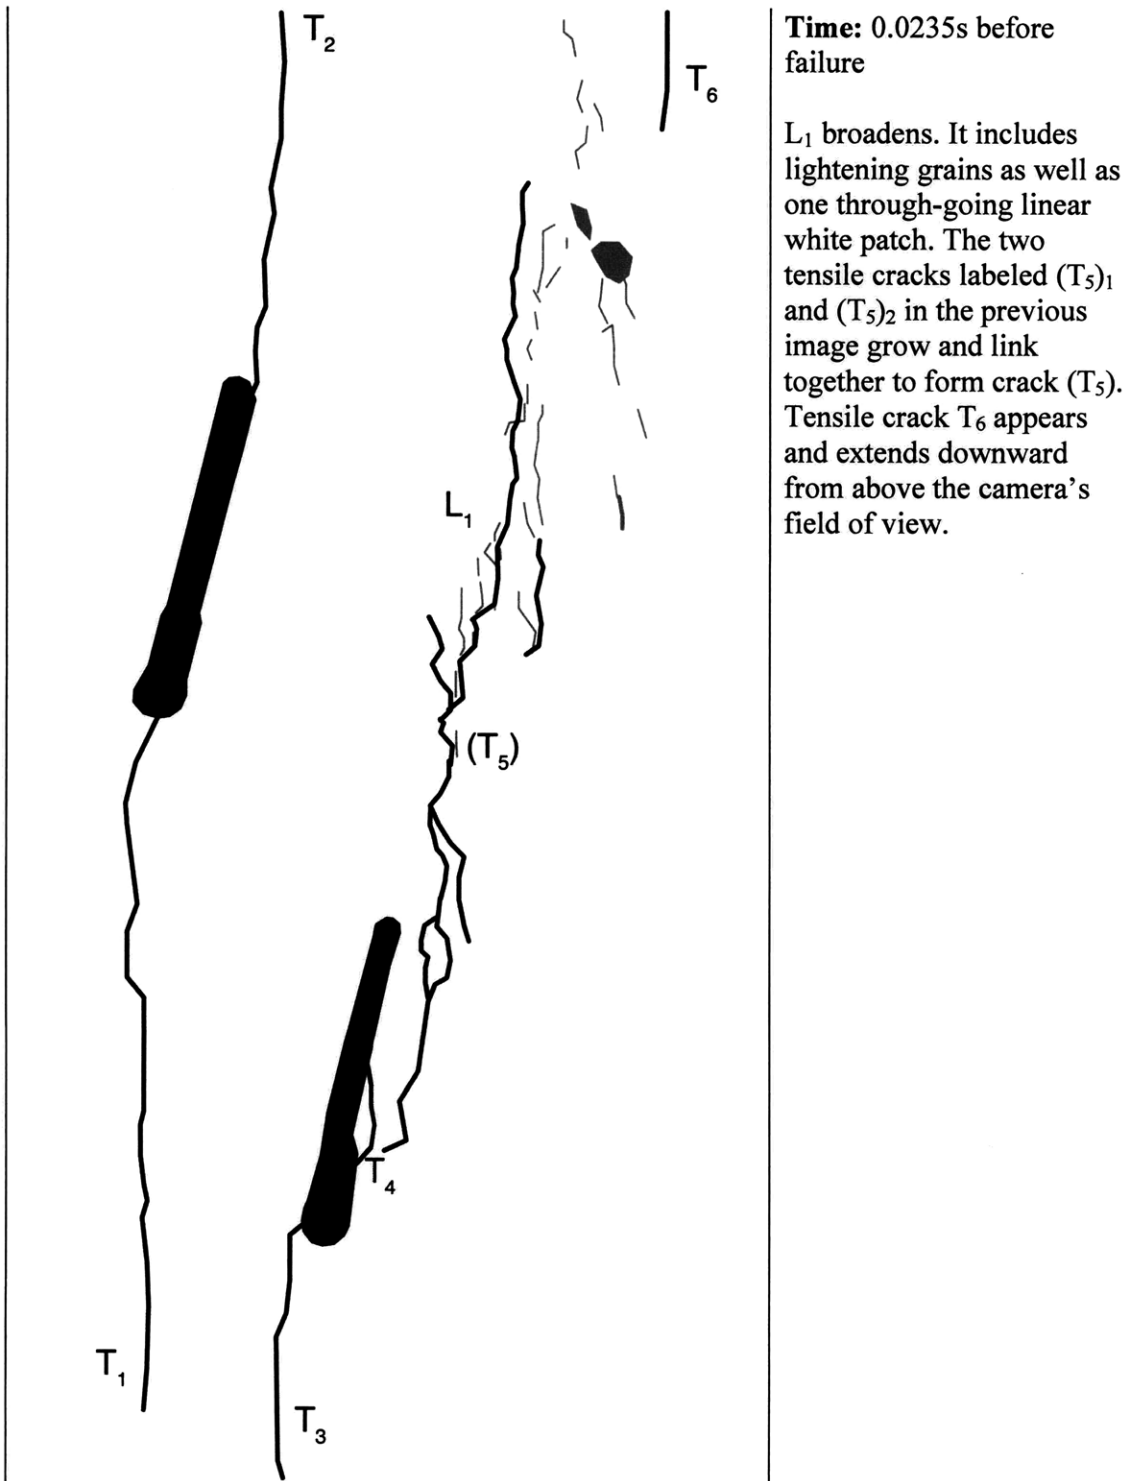 T₂
T₆
L₁
(T₅)
T₄
T₁
T₃
Time: 0.0235s before
failure
L₁ broadens. It includes
lightening grains as well as
one through-going linear
white patch. The two
tensile cracks labeled (T₅)₁
and (T₅)₂ in the previous
image grow and link
together to form crack (T₅).
Tensile crack T₆ appears
and extends downward
from above the camera’s
field of view.